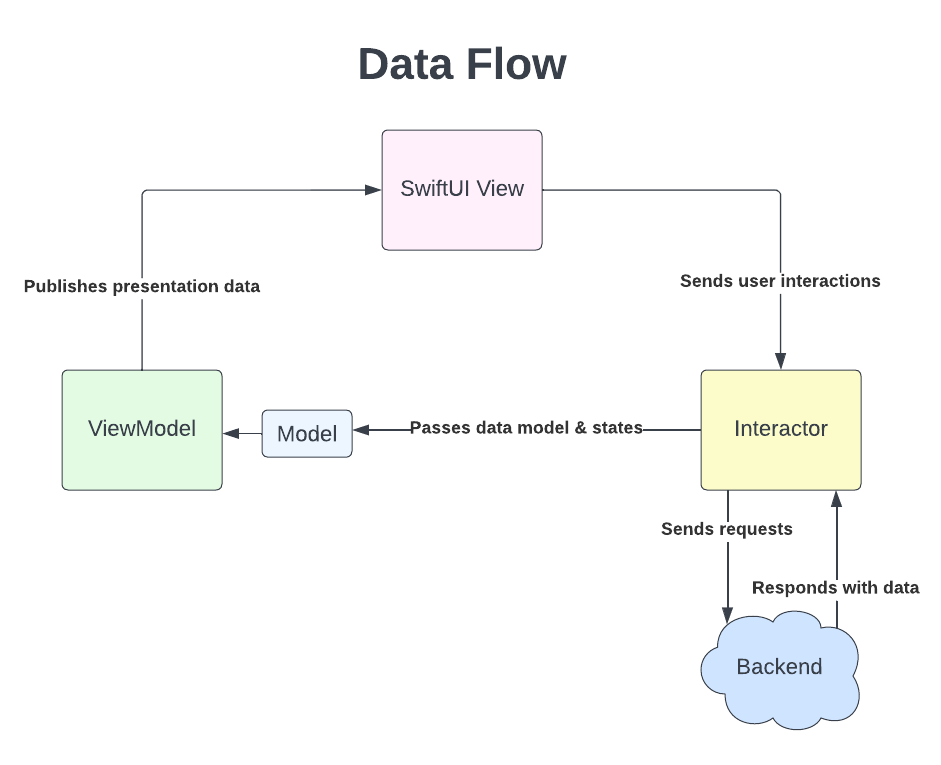 Data Flow
SwiftUI View
Publishes presentation data
Sends user interactions
ViewModel
Model
Passes data model & states
Interactor
Sends requests
Responds with data
Backend